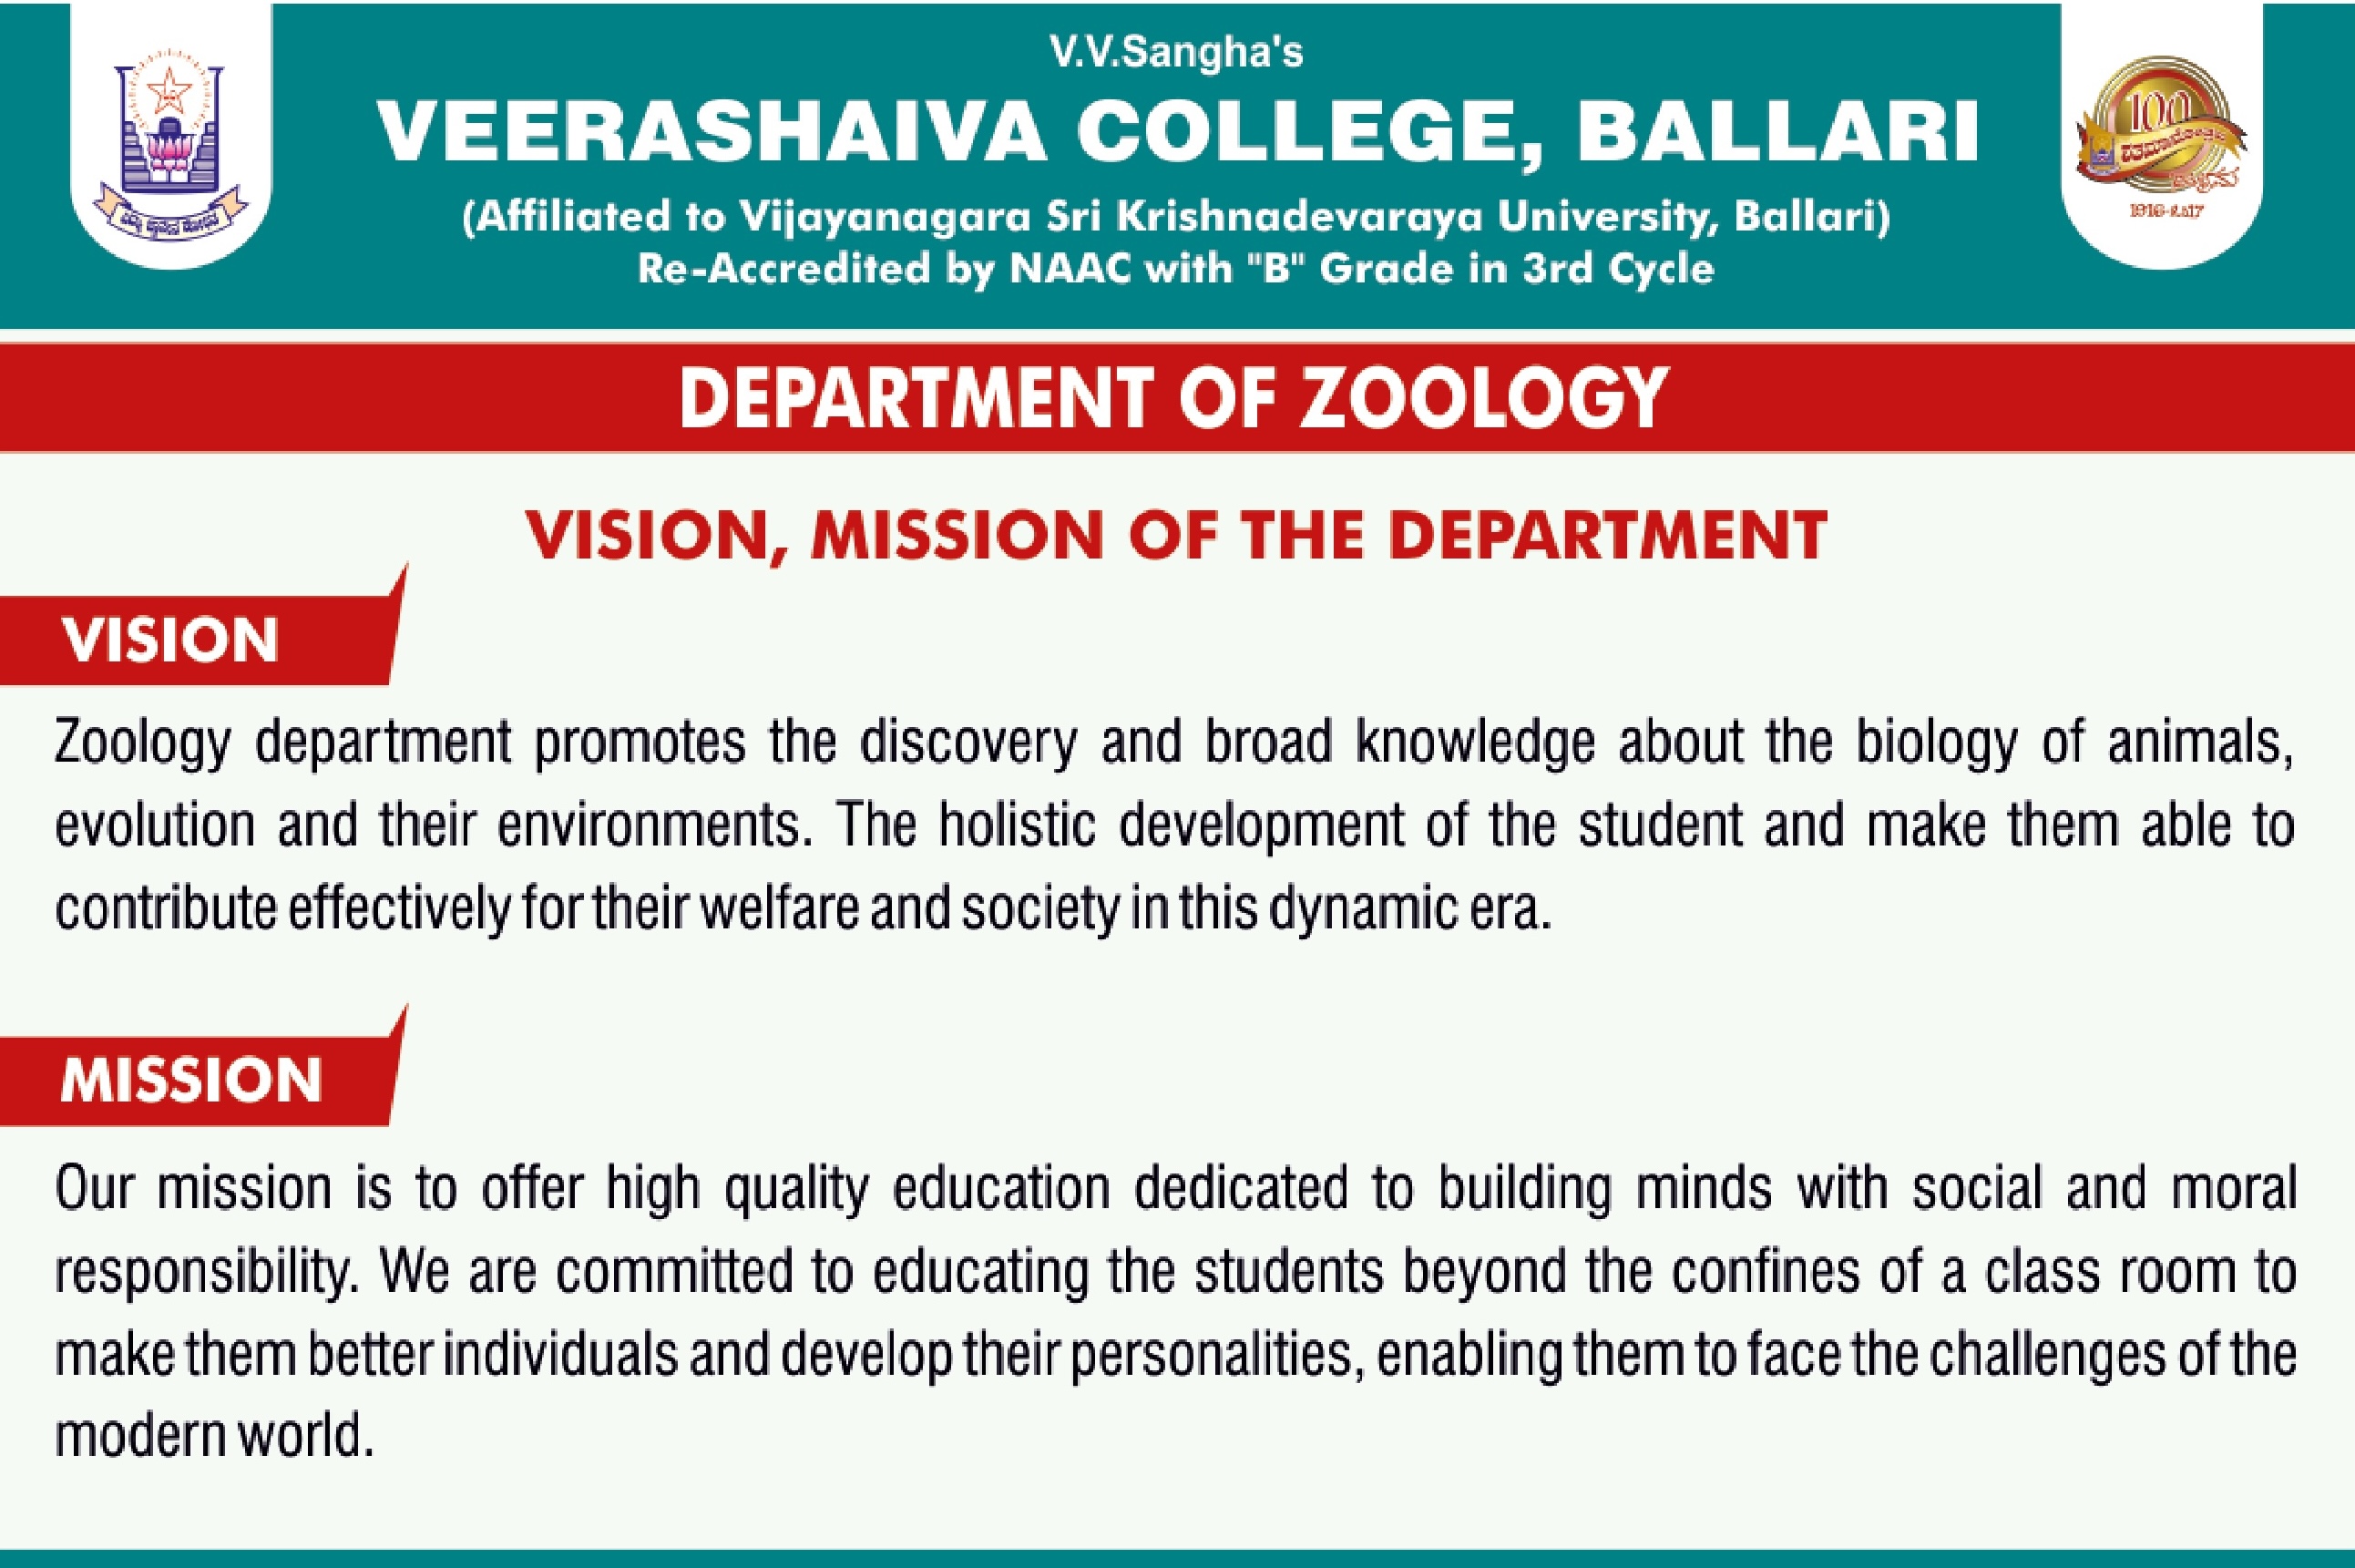 V.V.Sangha's
VEERASHAIVA COLLEGE, BALLARI
(Affiliated to Vijayanagara Sri Krishnadevaraya University, Ballari)
Re-Accredited by NAAC with "B" Grade in 3rd Cycle
100
DEPARTMENT OF ZOOLOGY
VISION, MISSION OF THE DEPARTMENT
VISION
Zoology department promotes the discovery and broad knowledge about the biology of animals,
evolution and their environments. The holistic development of the student and make them able to
contribute effectively for their welfare and society in this dynamic era.
MISSION
Our mission is to offer high quality education dedicated to building minds with social and moral
responsibility. We are committed to educating the students beyond the confines of a class room to
make them better individuals and develop their personalities, enabling them to face the challenges of the
modern world.